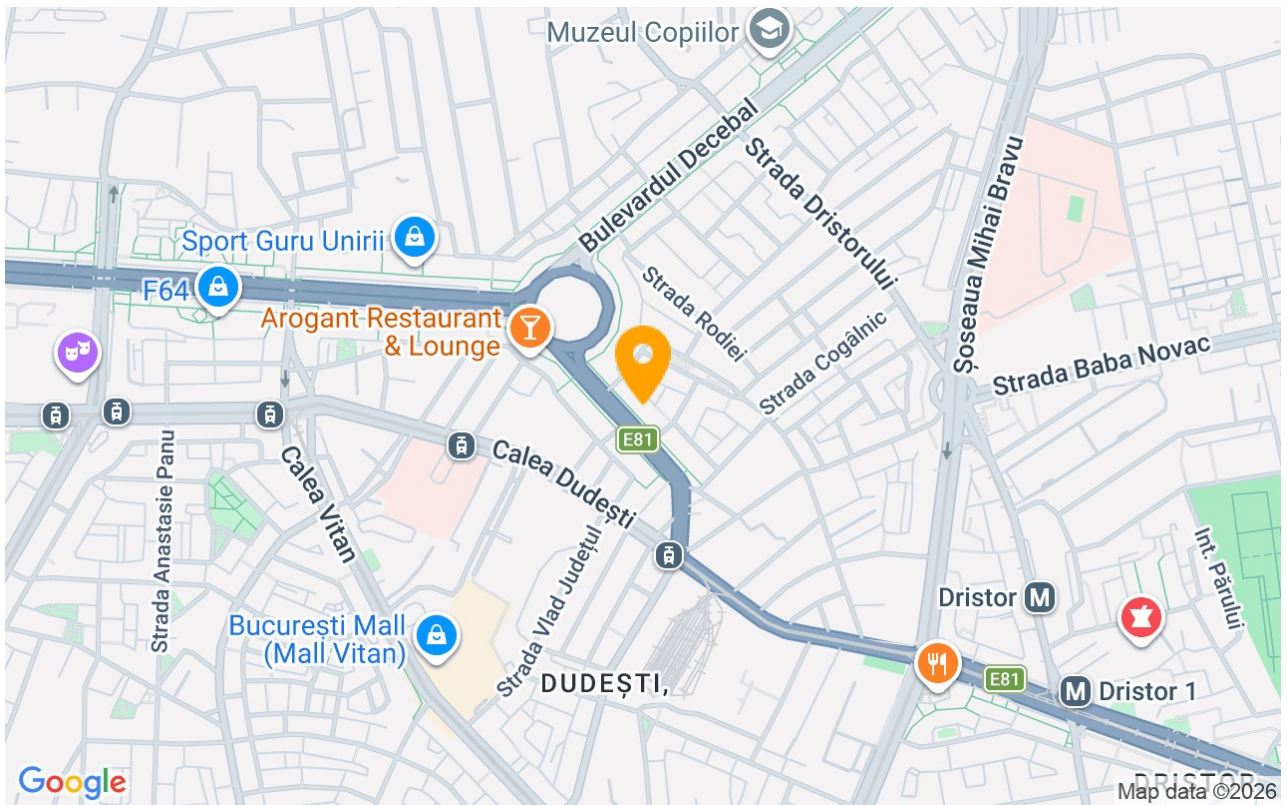 Muzeul Copiilor
Bulevardul Decebal
Strada Dristorului
Șoseaua Mihai Bravu
Sport Guru Unirii
F64
Arogant Restaurant
& Lounge
Strada Rodiei
Strada Cogâlnic
Strada Baba Novac
E81
Calea Dudești
Calea Vitan
Strada Anastasie Panu
Strada Vlad Județul
Int. Părului
Dristor
M
București Mall
(Mall Vitan)
DUDEȘTI,
E81
M
Dristor 1
DRISTOR
Google
Map data ©2026